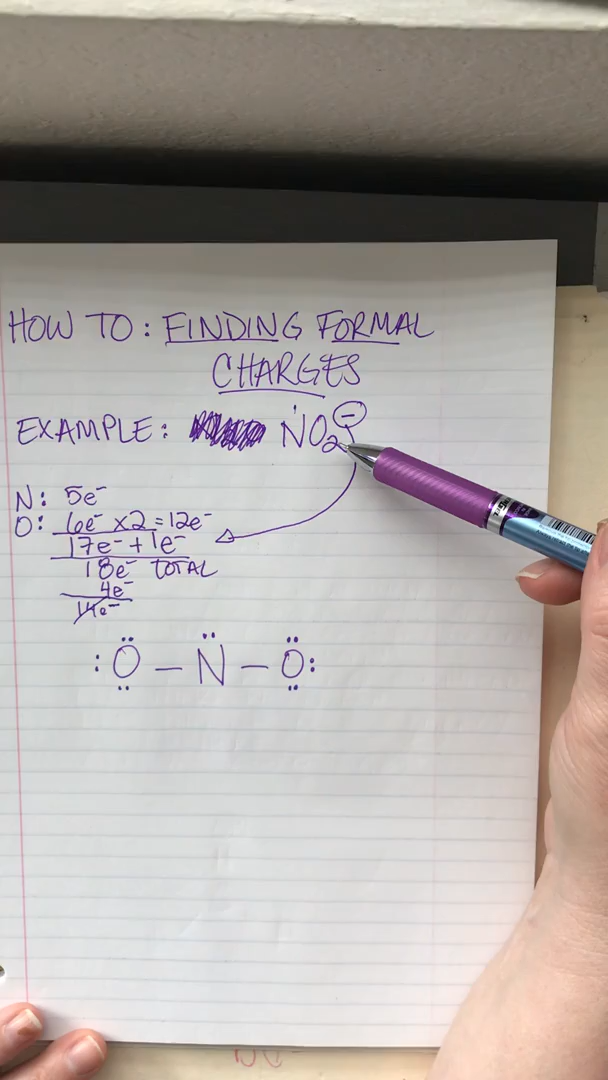 HOW TO: FINDING FORMAL
CHARGES
EXAMPLE: NO2⊖
N: 5e⁻
O: 6e⁻ x2 = 12e⁻
17e⁻ + 1e⁻
18e⁻ TOTAL
4e⁻
14e⁻
:O — N — O: